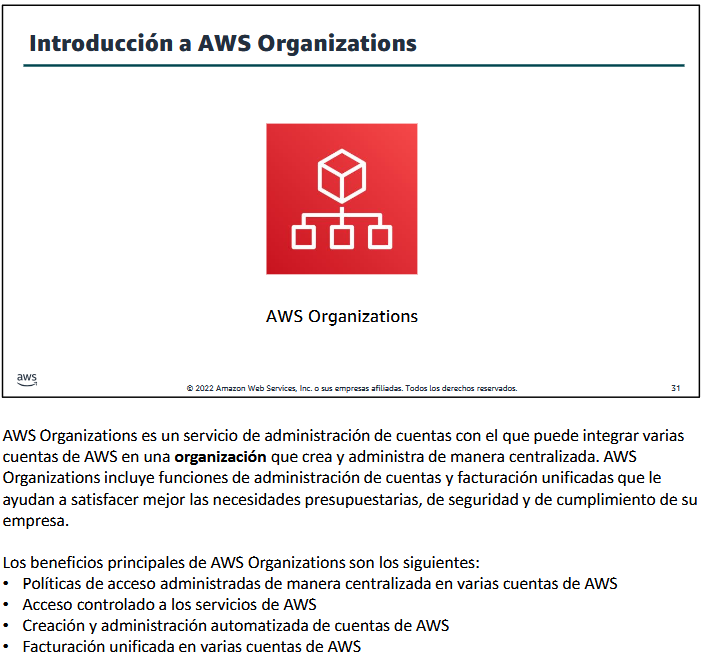 Introducción a AWS Organizations
AWS Organizations
aws
© 2022 Amazon Web Services, Inc. o sus empresas afiliadas. Todos los derechos reservados.
31
AWS Organizations es un servicio de administración de cuentas con el que puede integrar varias
cuentas de AWS en una organización que crea y administra de manera centralizada. AWS
Organizations incluye funciones de administración de cuentas y facturación unificadas que le
ayudan a satisfacer mejor las necesidades presupuestarias, de seguridad y de cumplimiento de su
empresa.
Los beneficios principales de AWS Organizations son los siguientes:
• Políticas de acceso administradas de manera centralizada en varias cuentas de AWS
• Acceso controlado a los servicios de AWS
• Creación y administración automatizada de cuentas de AWS
• Facturación unificada en varias cuentas de AWS